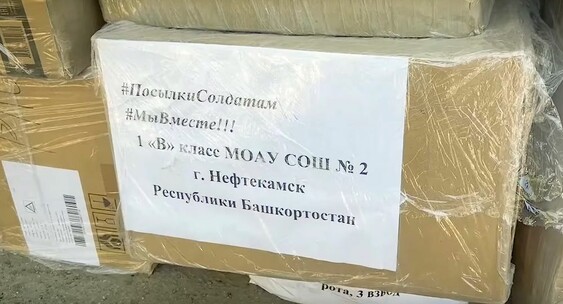 #ПосылкиСолдатам
#МыВместе!!!
1 «В» класс МОАУ СОШ № 2
г. Нефтекамск
Республики Башкортостан
рота, 3 взвод